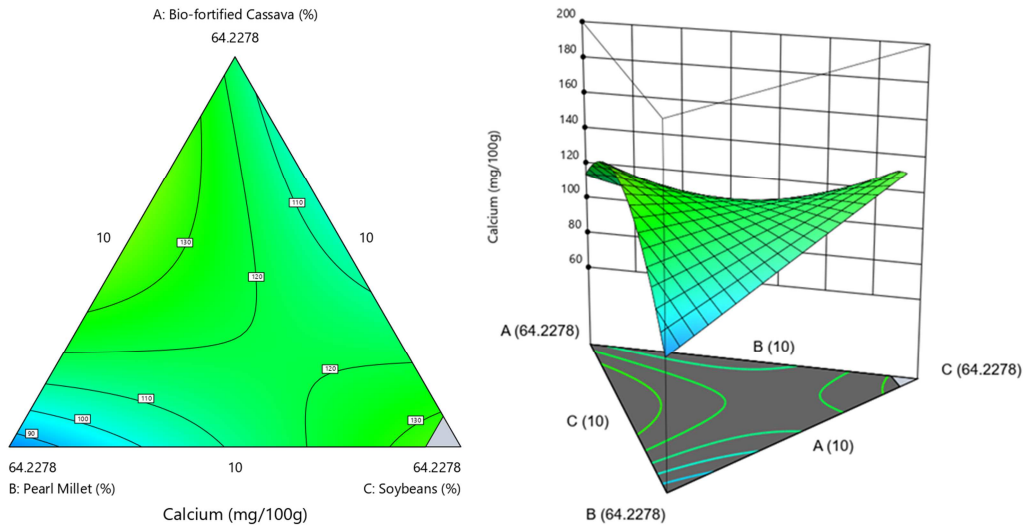 A: Bio-fortified Cassava (%)
64.2278
110
10
130
10
120
120
110
100
130
90
64.2278
10
64.2278
B: Pearl Millet (%)
C: Soybeans (%)
Calcium (mg/100g)
200
180
160
140
120
100
80
60
Calcium (mg/100g)
A (64.2278)
B (10)
C (64.2278)
C (10)
A (10)
B (64.2278)